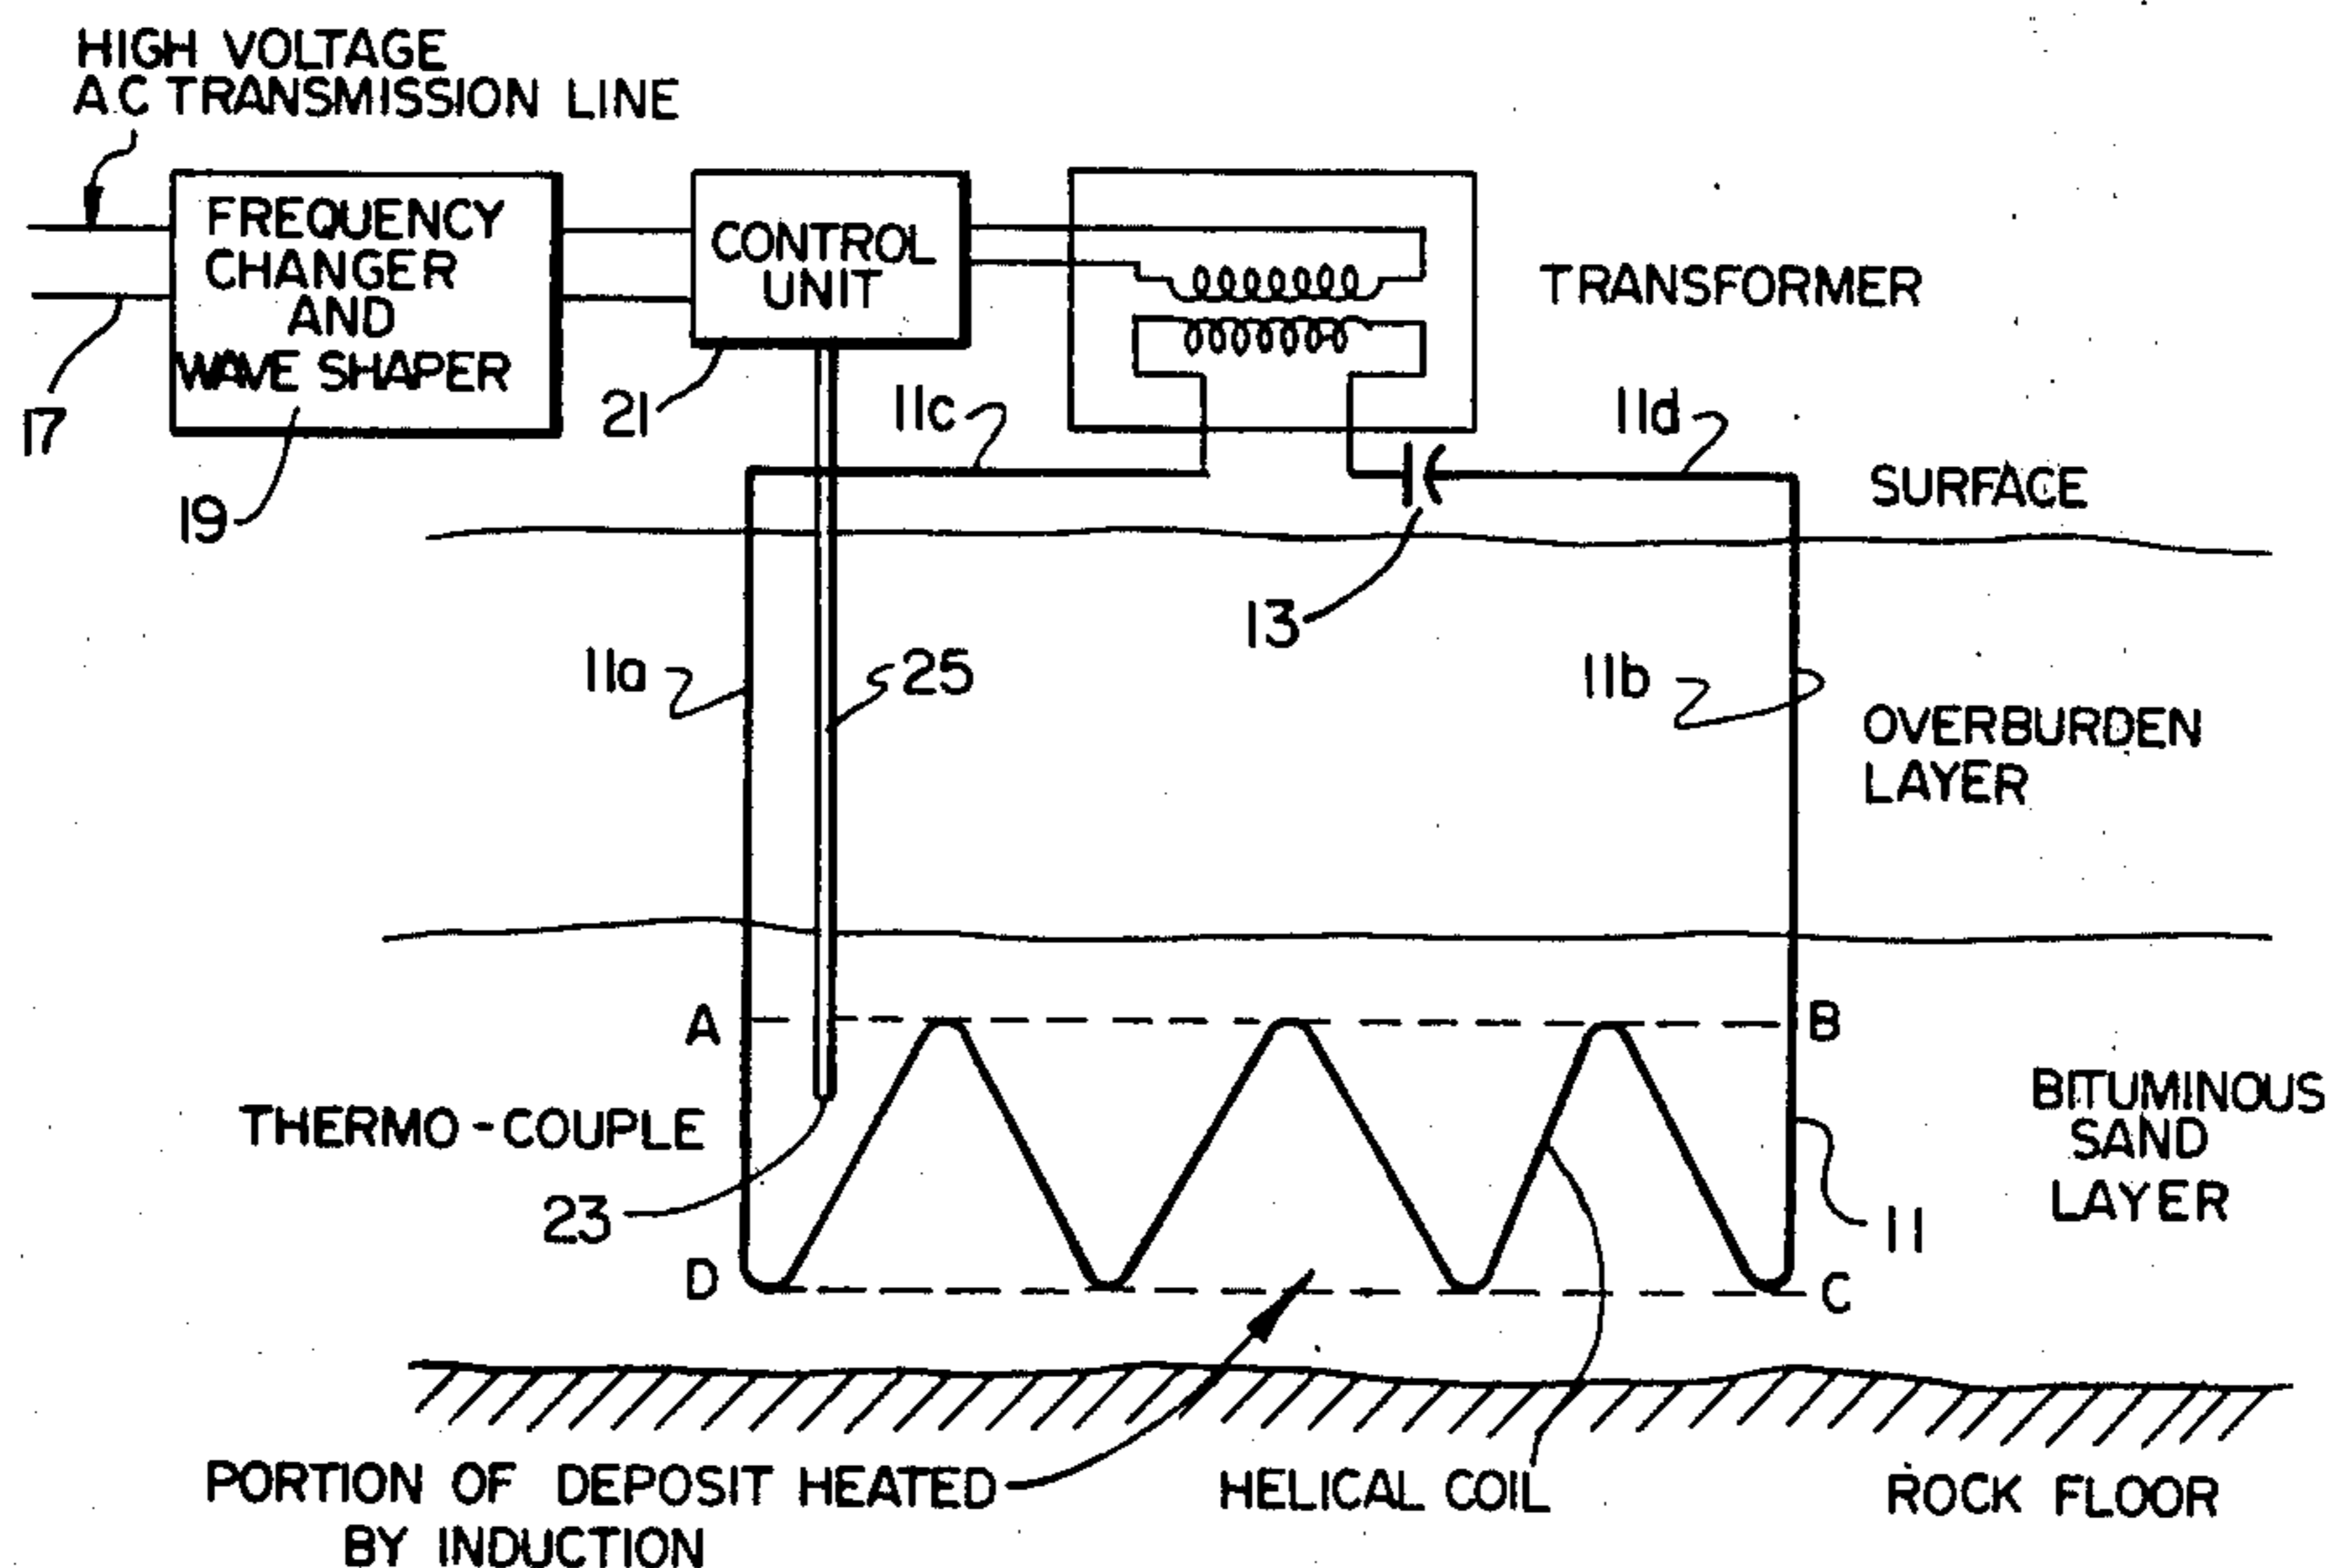 HIGH VOLTAGE
AC TRANSMISSION LINE
FREQUENCY
CHANGER
AND
WAVE SHAPER
CONTROL
UNIT
TRANSFORMER
17
19
21
11c
11d
SURFACE
13
11a
25
11b
OVERBURDEN
LAYER
A
B
THERMO-COUPLE
BITUMINOUS
SAND
LAYER
23
11
D
C
PORTION OF DEPOSIT HEATED
BY INDUCTION
HELICAL COIL
ROCK FLOOR